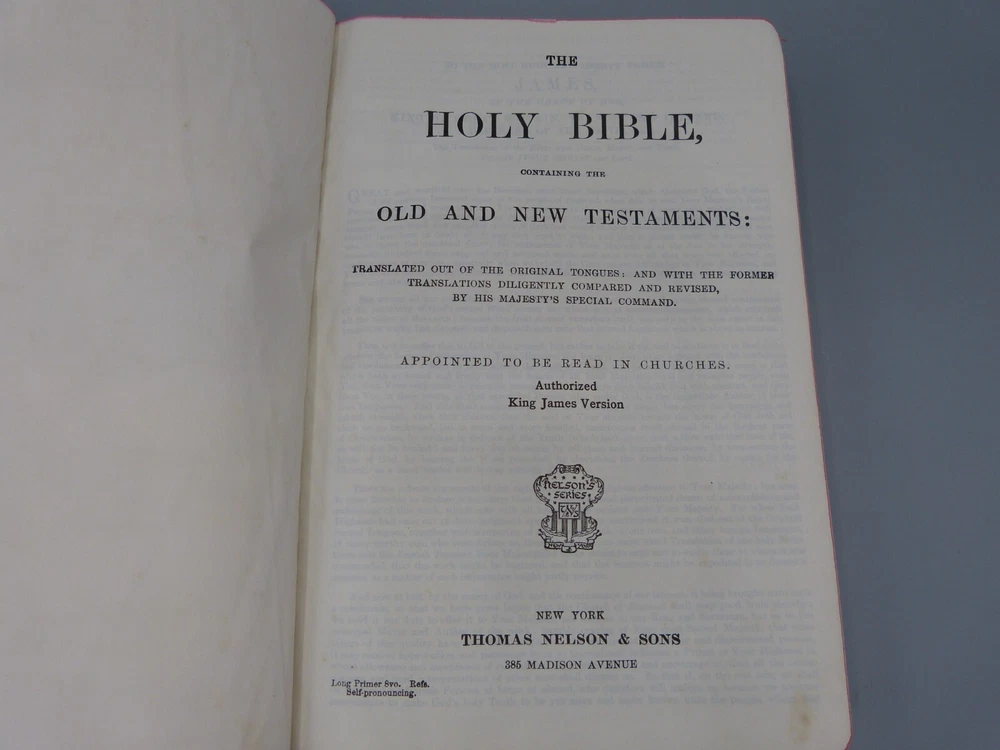 THE
HOLY BIBLE,
CONTAINING THE
OLD AND NEW TESTAMENTS:
TRANSLATED OUT OF THE ORIGINAL TONGUES: AND WITH THE FORMER
TRANSLATIONS DILIGENTLY COMPARED AND REVISED,
BY HIS MAJESTY'S SPECIAL COMMAND.
APPOINTED TO BE READ IN CHURCHES.
Authorized
King James Version
NELSON'S
SERIES
NEW YORK
THOMAS NELSON & SONS
385 MADISON AVENUE
Long Primer 8vo. Refs.
Self-pronouncing.